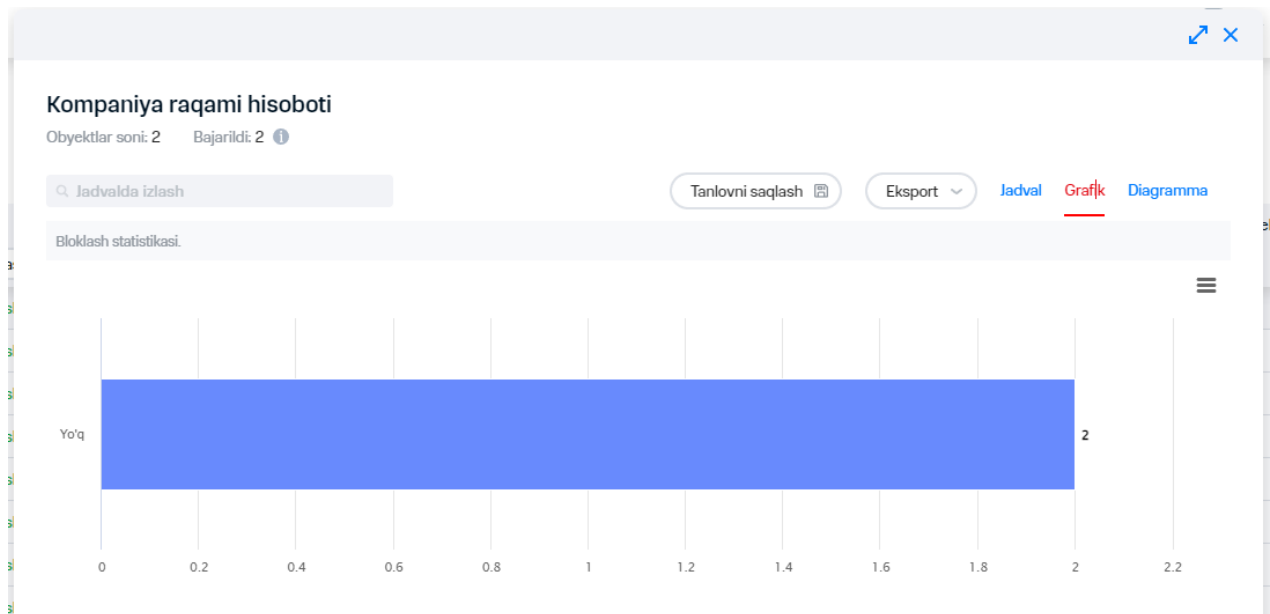 Kompaniya raqami hisoboti
Obyektlar soni: 2 Bajarildi: 2
Jadvalda izlash
Tanlovni saqlash Eksport Jadval Grafik Diagramma
Bloklash statistikasi.
Yo'q 2
0 0.2 0.4 0.6 0.8 1 1.2 1.4 1.6 1.8 2 2.2